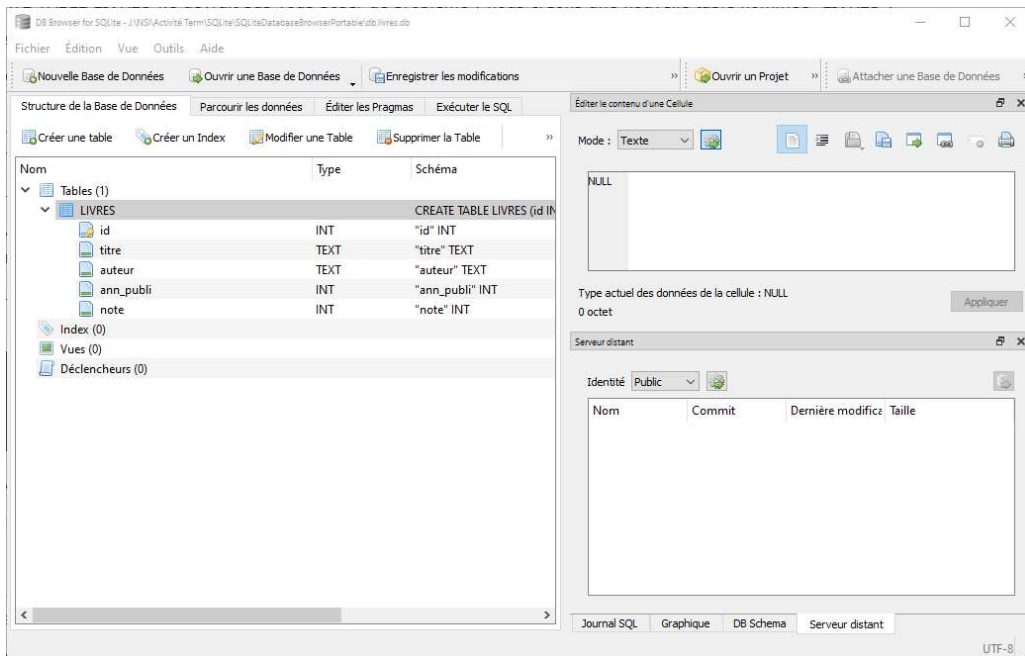 DB Browser for SQLite - J:\NSI\Activité Term\SQLite\SQLiteDatabaseBrowserPortable\db.livres.db
Fichier Édition Vue Outils Aide
Nouvelle Base de Données Ouvrir une Base de Données Enregistrer les modifications » Ouvrir un Projet » Attacher une Base de Données
Structure de la Base de Données Parcourir les données Éditer les Pragmas Exécuter le SQL
Créer une table Créer un Index Modifier une Table Supprimer la Table »
Nom Type Schéma
Tables (1)
LIVRES CREATE TABLE LIVRES (id IN
id INT "id" INT
titre TEXT "titre" TEXT
auteur TEXT "auteur" TEXT
ann_publi INT "ann_publi" INT
note INT "note" INT
Index (0)
Vues (0)
Déclencheurs (0)
Éditer le contenu d'une Cellule
Mode : Texte
NULL
Type actuel des données de la cellule : NULL
0 octet
Appliquer
Serveur distant
Identité Public
Nom Commit Dernière modifica Taille
Journal SQL Graphique DB Schema Serveur distant
UTF-8